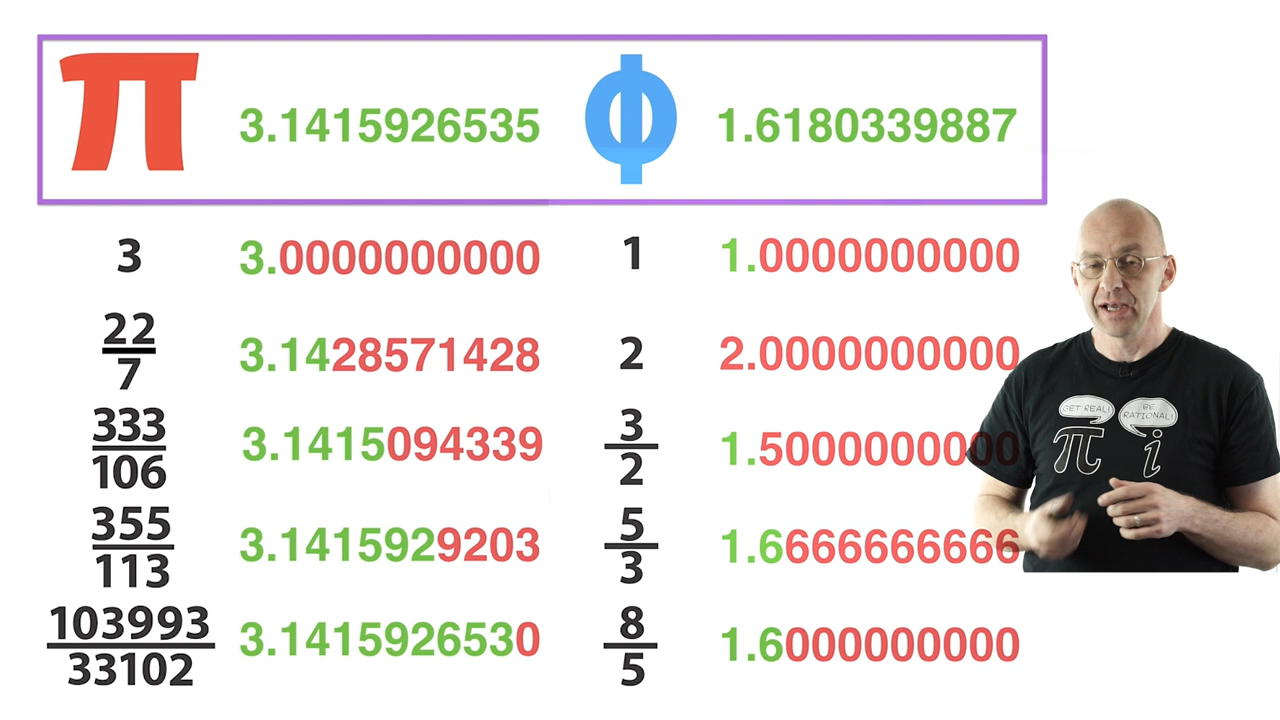 π 3.1415926535 ϕ 1.6180339887
3 3.0000000000 1 1.0000000000
22/7 3.1428571428 2 2.0000000000
333/106 3.1415094339 3/2 1.5000000000
355/113 3.1415929203 5/3 1.6666666666
103993/33102 3.1415926530 8/5 1.6000000000
GET REAL!
BE
RATIONAL!
π i